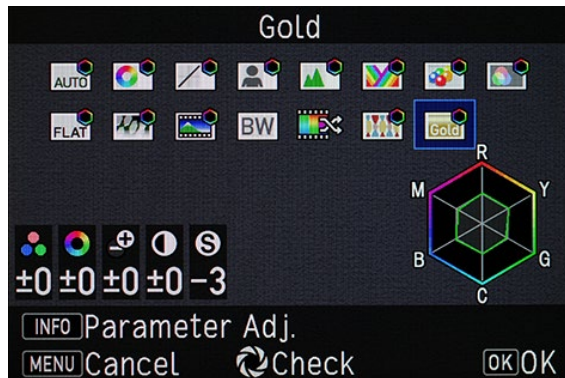 Gold
AUTO
FLAT BW Gold
R
M Y
B G
C
S
±0 ±0 ±0 ±0 −3
INFO Parameter Adj.
MENU Cancel Check OK OK